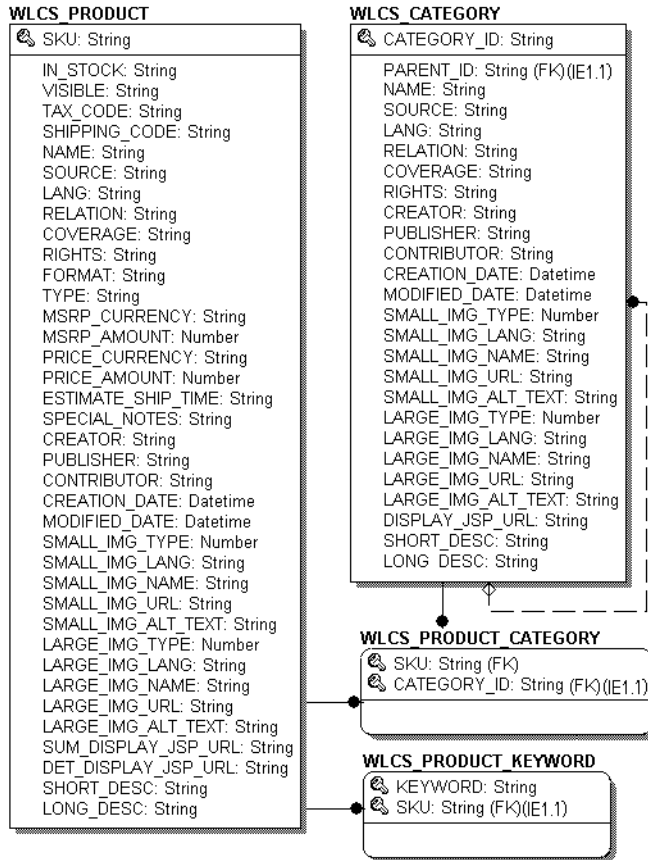 WLCS_PRODUCT
SKU: String
IN_STOCK: String
VISIBLE: String
TAX_CODE: String
SHIPPING_CODE: String
NAME: String
SOURCE: String
LANG: String
RELATION: String
COVERAGE: String
RIGHTS: String
FORMAT: String
TYPE: String
MSRP_CURRENCY: String
MSRP_AMOUNT: Number
PRICE_CURRENCY: String
PRICE_AMOUNT: Number
ESTIMATE_SHIP_TIME: String
SPECIAL_NOTES: String
CREATOR: String
PUBLISHER: String
CONTRIBUTOR: String
CREATION_DATE: Datetime
MODIFIED_DATE: Datetime
SMALL_IMG_TYPE: Number
SMALL_IMG_LANG: String
SMALL_IMG_NAME: String
SMALL_IMG_URL: String
SMALL_IMG_ALT_TEXT: String
LARGE_IMG_TYPE: Number
LARGE_IMG_LANG: String
LARGE_IMG_NAME: String
LARGE_IMG_URL: String
LARGE_IMG_ALT_TEXT: String
SUM_DISPLAY_JSP_URL: String
DET_DISPLAY_JSP_URL: String
SHORT_DESC: String
LONG_DESC: String
WLCS_CATEGORY
CATEGORY_ID: String
PARENT_ID: String (FK)(IE1.1)
NAME: String
SOURCE: String
LANG: String
RELATION: String
COVERAGE: String
RIGHTS: String
CREATOR: String
PUBLISHER: String
CONTRIBUTOR: String
CREATION_DATE: Datetime
MODIFIED_DATE: Datetime
SMALL_IMG_TYPE: Number
SMALL_IMG_LANG: String
SMALL_IMG_NAME: String
SMALL_IMG_URL: String
SMALL_IMG_ALT_TEXT: String
LARGE_IMG_TYPE: Number
LARGE_IMG_LANG: String
LARGE_IMG_NAME: String
LARGE_IMG_URL: String
LARGE_IMG_ALT_TEXT: String
DISPLAY_JSP_URL: String
SHORT_DESC: String
LONG_DESC: String
WLCS_PRODUCT_CATEGORY
SKU: String (FK)
CATEGORY_ID: String (FK)(IE1.1)
WLCS_PRODUCT_KEYWORD
KEYWORD: String
SKU: String (FK)(IE1.1)